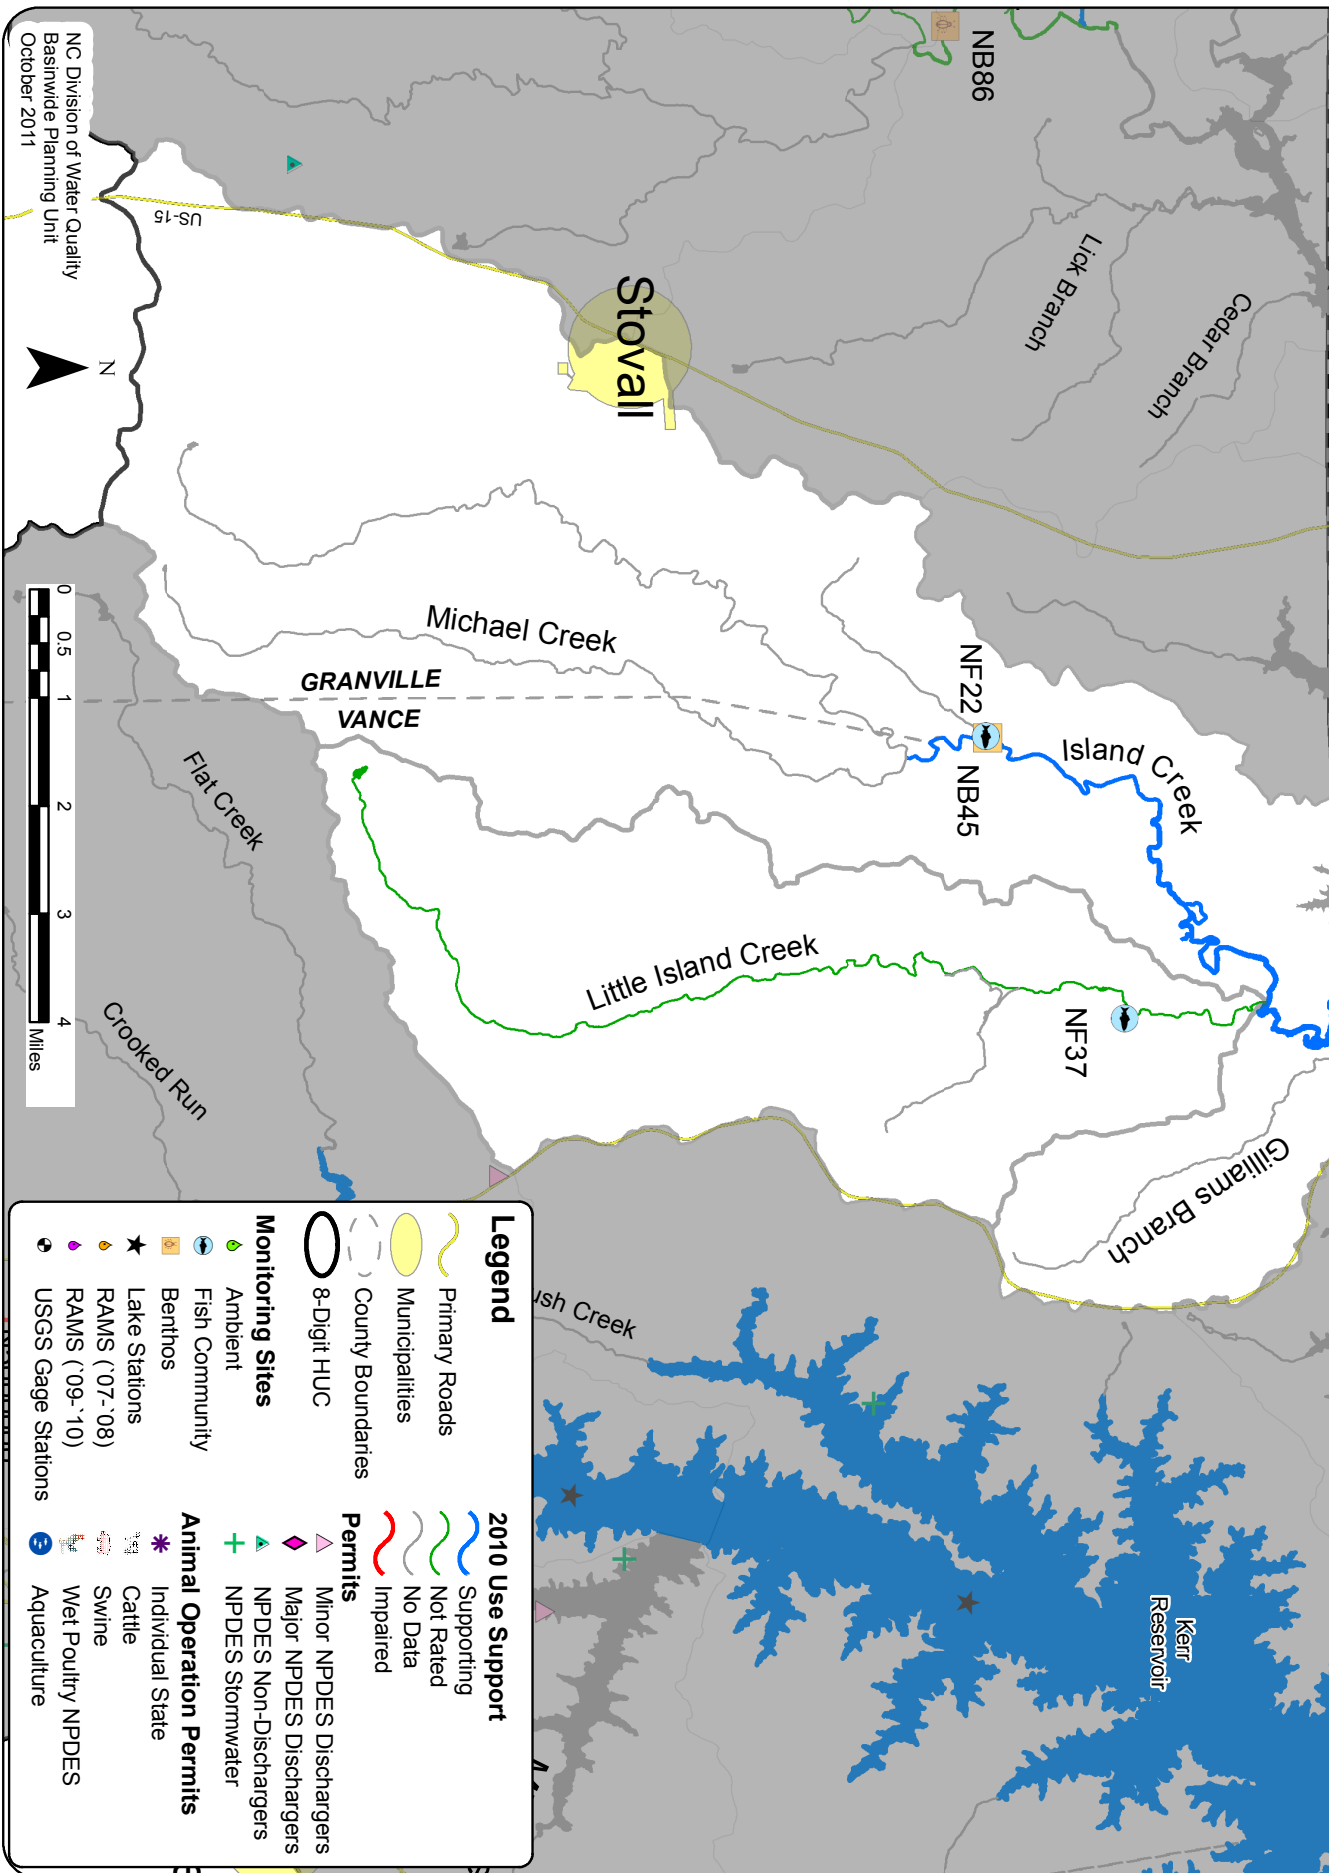 NB86
Lick Branch
Cedar Branch
US-15
Stovall
NC Division of Water Quality
Basinwide Planning Unit
October 2011
N
Michael Creek
GRANVILLE
VANCE
NF22
NB45
Island Creek
Little Island Creek
NF37
Gilliams Branch
Flat Creek
Crooked Run
0 0.5 1 2 3 4
Miles
ush Creek
Kerr
Reservoir
Legend
Primary Roads
Municipalities
County Boundaries
8-Digit HUC
Monitoring Sites
Ambient
Fish Community
Benthos
Lake Stations
RAMS (`07-`08)
RAMS (`09-`10)
USGS Gage Stations
2010 Use Support
Supporting
Not Rated
No Data
Impaired
Permits
Minor NPDES Dischargers
Major NPDES Dischargers
NPDES Non-Dischargers
NPDES Stormwater
Animal Operation Permits
Individual State
Cattle
Swine
Wet Poultry NPDES
Aquaculture